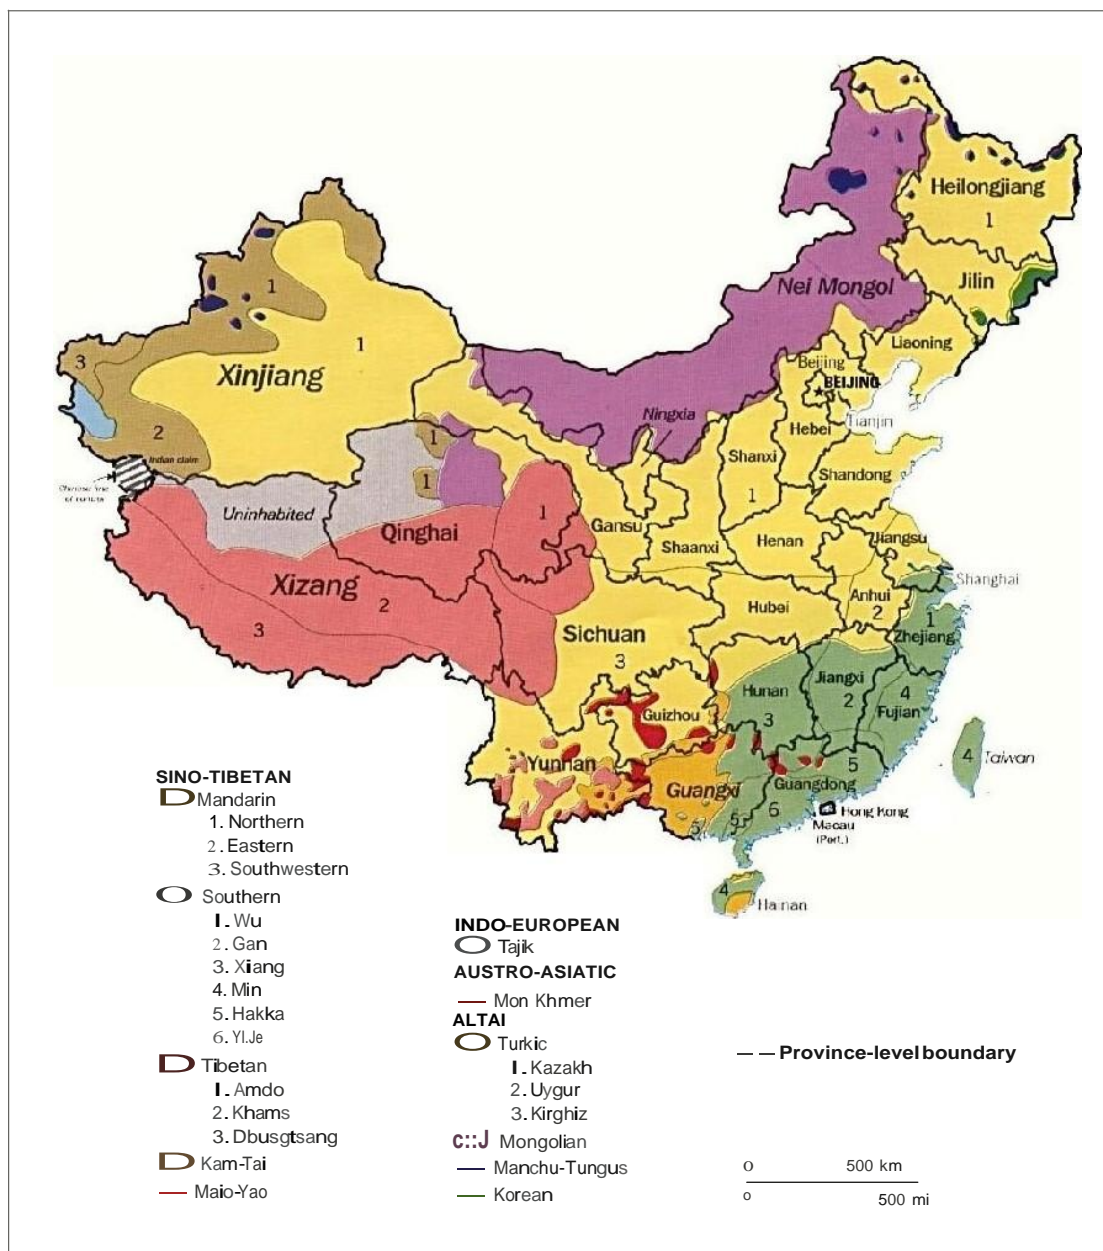 Heilongjiang
1
Jilin
Nei Mongol
Liaoning
1
3
1
Xinjiang
2
Indian claim
Beijing
BEIJING
Tianjin
Ningxia
Hebei
Shanxi
1
Shandong
1
1
Uninhabited
Qinghai
1
Gansu
Shaanxi
Henan
Jiangsu
Xizang
2
3
Shanghai
Anhui
2
Hubei
1
Zhejiang
Sichuan
3
Jiangxi
2
4
Fujian
Hunan
3
Guizhou
Yunnan
4
Taiwan
Guangxi
5
Guangdong
6
5
5
Hong Kong
Macau
(Port.)
4
Hainan
SINO-TIBETAN
D Mandarin
1. Northern
2. Eastern
3. Southwestern
O Southern
1. Wu
2. Gan
3. Xiang
4. Min
5. Hakka
6. YI.Je
D Tibetan
1. Amdo
2. Khams
3. Dbusgtsang
D Kam-Tai
— Maio-Yao
INDO-EUROPEAN
O Tajik
AUSTRO-ASIATIC
— Mon Khmer
ALTAI
O Turkic
1. Kazakh
2. Uygur
3. Kirghiz
c::J Mongolian
— Manchu-Tungus
— Korean
— — Province-level boundary
o 500 km
o 500 mi